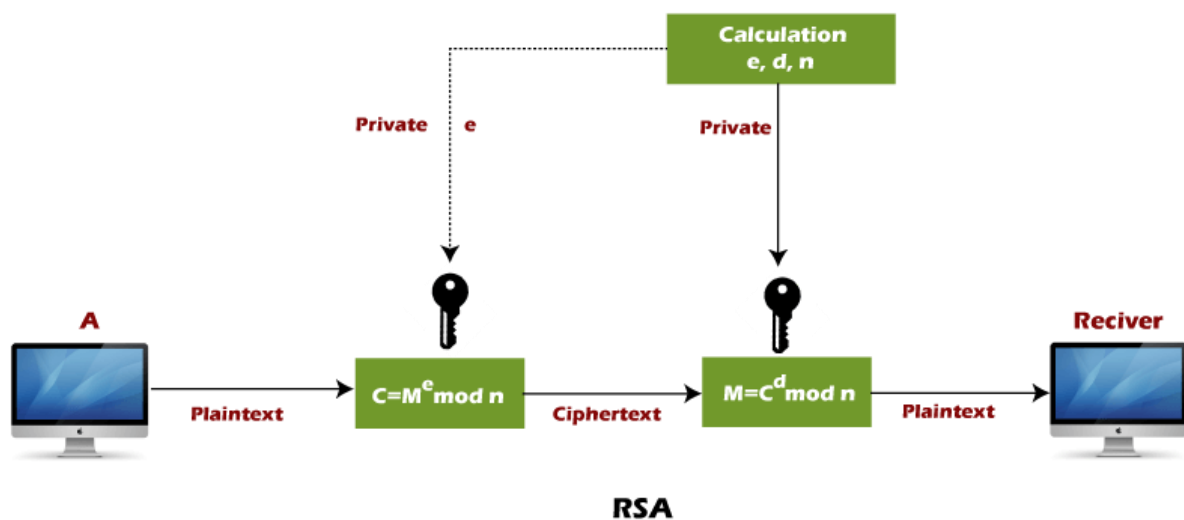 Calculation
e, d, n
Private e
Private
A
Reciver
C=M^e mod n
M=C^d mod n
Plaintext
Ciphertext
Plaintext
RSA